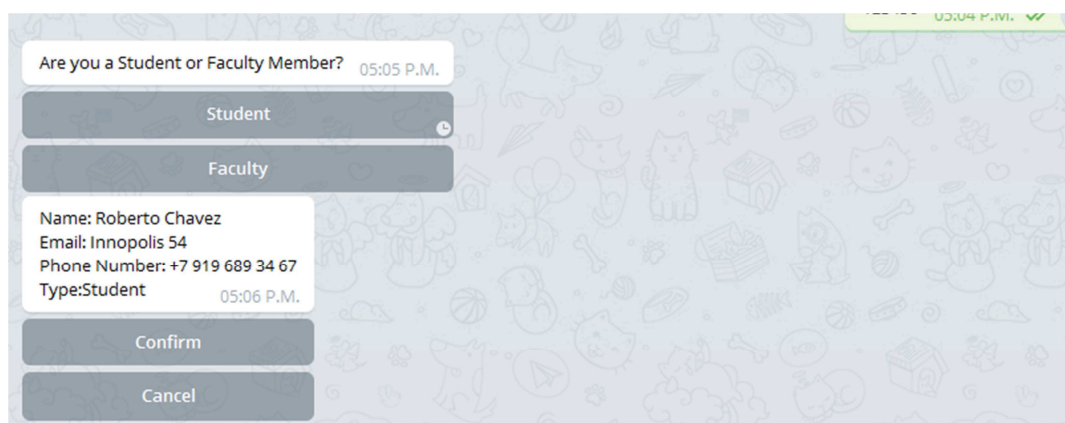 05:04 P.M.
Are you a Student or Faculty Member? 05:05 P.M.
Student
Faculty
Name: Roberto Chavez
Email: Innopolis 54
Phone Number: +7 919 689 34 67
Type:Student 05:06 P.M.
Confirm
Cancel